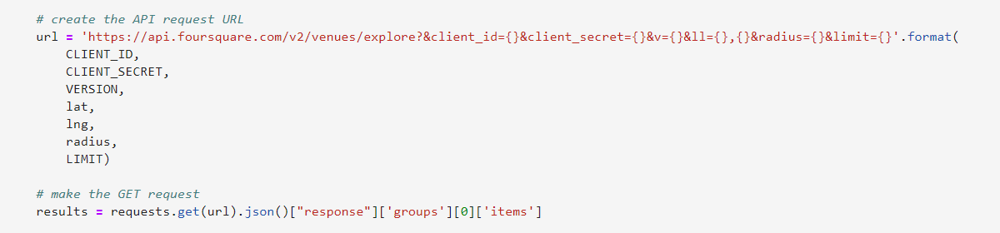 # create the API request URL
url = 'https://api.foursquare.com/v2/venues/explore?&client_id={}&client_secret={}&v={}&ll={},{}&radius={}&limit={}'.format(
CLIENT_ID,
CLIENT_SECRET,
VERSION,
lat,
lng,
radius,
LIMIT)
# make the GET request
results = requests.get(url).json()["response"]['groups'][0]['items']